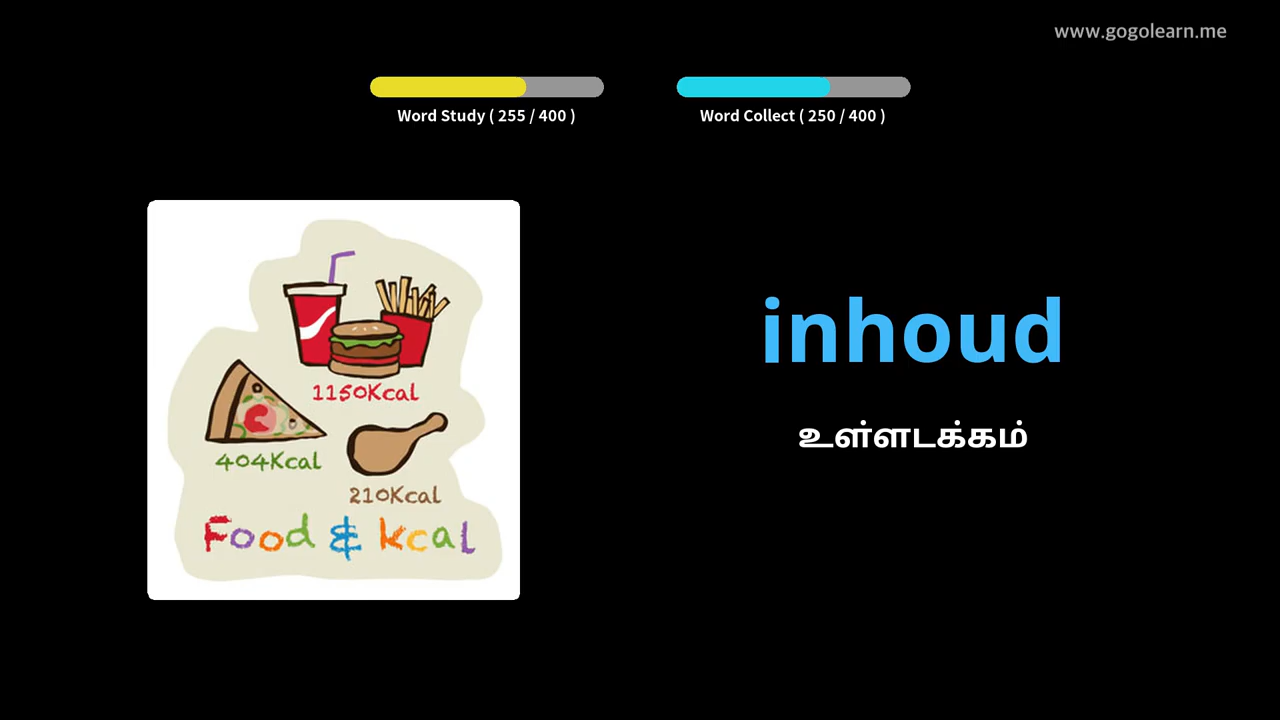 www.gogolearn.me
Word Study ( 255 / 400 )
Word Collect ( 250 / 400 )
1150Kcal
404Kcal
210Kcal
Food & kcal
inhoud
உள்ளடக்கம்